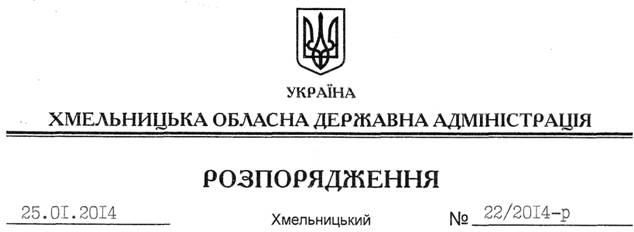 УКРАЇНА
ХМЕЛЬНИЦЬКА ОБЛАСНА ДЕРЖАВНА АДМІНІСТРАЦІЯ
РОЗПОРЯДЖЕННЯ
25.01.2014 Хмельницький № 22/2014-р